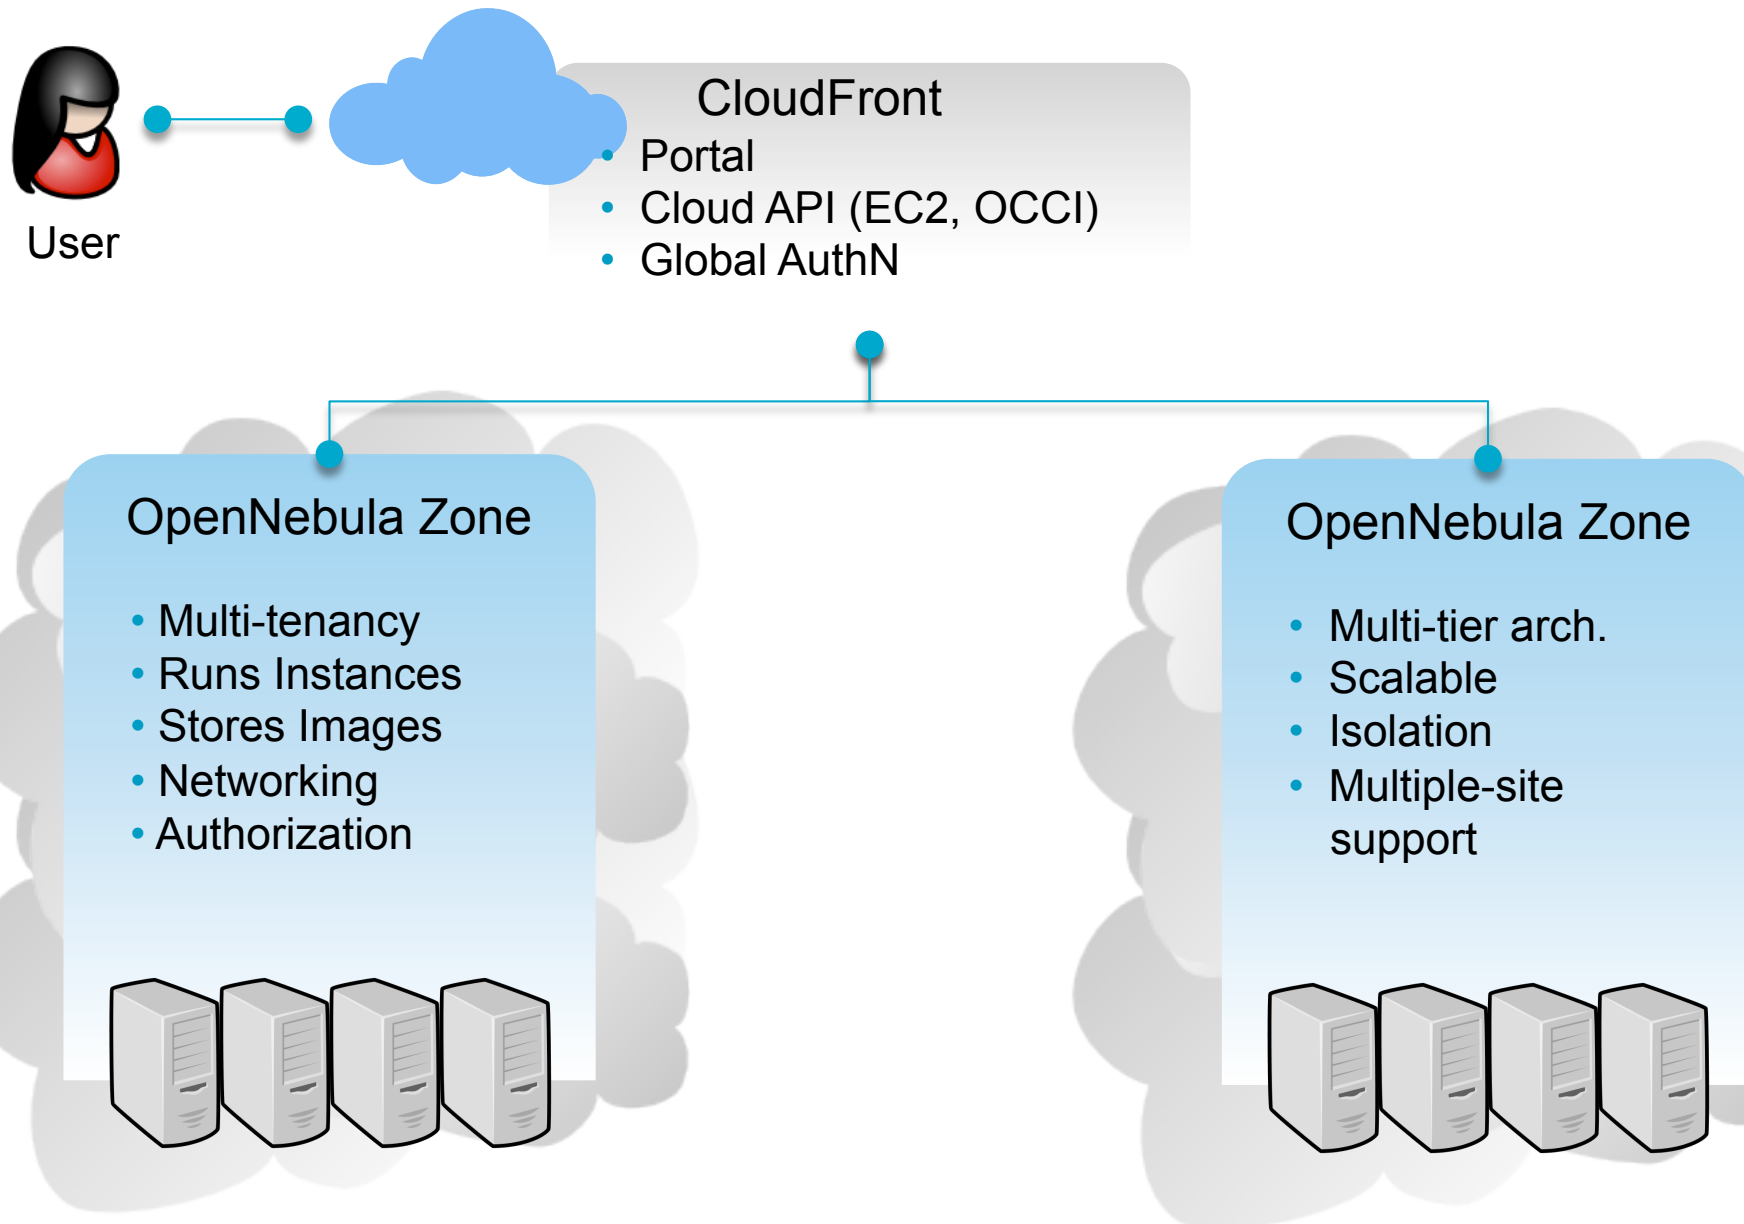 CloudFront
• Portal
• Cloud API (EC2, OCCI)
• Global AuthN
User
OpenNebula Zone
• Multi-tenancy
• Runs Instances
• Stores Images
• Networking
• Authorization
OpenNebula Zone
• Multi-tier arch.
• Scalable
• Isolation
• Multiple-site
support